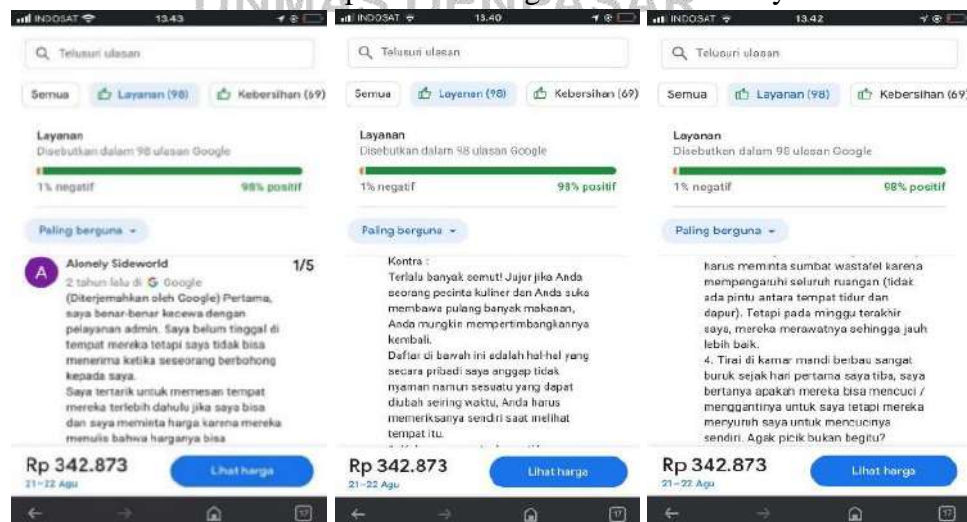 UNMAS DENPASAR
INDOSAT
13.43
Telusuri ulasan
Semua
Layanan (98)
Kebersihan (69)
Layanan
Disebutkan dalam 98 ulasan Google
1% negatif
98% positif
Paling berguna
A
Alonely Sideworld
1/5
2 tahun lalu di Google
(Diterjemahkan oleh Google) Pertama,
saya benar-benar kecewa dengan
pelayanan admin. Saya belum tinggal di
tempat mereka tetapi saya tidak bisa
menerima ketika seseorang berbohong
kepada saya.
Saya tertarik untuk memesan tempat
mereka terlebih dahulu jika saya bisa
dan saya meminta harga karena mereka
menulis bahwa harganya bisa
Rp 342.873
21–22 Agu
Lihat harga
17
INDOSAT
13.40
Telusuri ulasan
Semua
Layanan (98)
Kebersihan (69)
Layanan
Disebutkan dalam 98 ulasan Google
1% negatif
98% positif
Paling berguna
Kontra :
Terlalu banyak semut! Jujur jika Anda
seorang pecinta kuliner dan Anda suka
membawa pulang banyak makanan,
Anda mungkin mempertimbangkannya
kembali.
Daftar di bawah ini adalah hal-hal yang
secara pribadi saya anggap tidak
nyaman namun sesuatu yang dapat
diubah seiring waktu, Anda harus
memeriksanya sendiri saat melihat
tempat itu.
Rp 342.873
21–22 Agu
Lihat harga
17
INDOSAT
13.42
Telusuri ulasan
Semua
Layanan (98)
Kebersihan (69)
Layanan
Disebutkan dalam 98 ulasan Google
1% negatif
98% positif
Paling berguna
harus meminta sumbat wastafel karena
mempengaruhi seluruh ruangan (tidak
ada pintu antara tempat tidur dan
dapur). Tetapi pada minggu terakhir
saya, mereka merawatnya sehingga jauh
lebih baik.
4. Tirai di kamar mandi berbau sangat
buruk sejak hari pertama saya tiba, saya
bertanya apakah mereka bisa mencuci /
menggantinya untuk saya tetapi mereka
menyuruh saya untuk mencucinya
sendiri. Agak picik bukan begitu?
Rp 342.873
21–22 Agu
Lihat harga
17